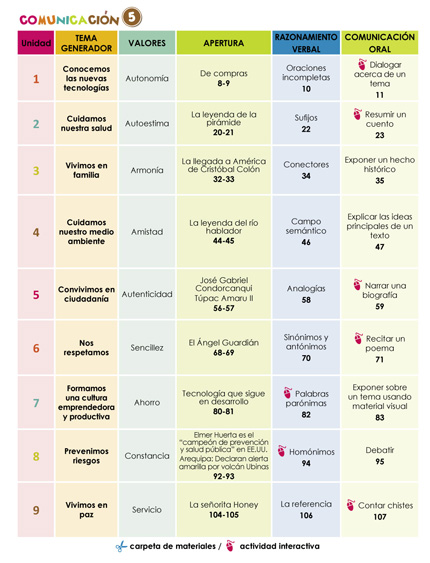 COMUNICACIÓN 5
Unidad
TEMA
GENERADOR
VALORES
APERTURA
RAZONAMIENTO
VERBAL
COMUNICACIÓN
ORAL
1
Conocemos
las nuevas
tecnologías
Autonomía
De compras
8-9
Oraciones
incompletas
10
Dialogar
acerca de un
tema
11
2
Cuidamos
nuestra salud
Autoestima
La leyenda de la
pirámide
20-21
Sufijos
22
Resumir un
cuento
23
3
Vivimos en
familia
Armonía
La llegada a América
de Cristóbal Colón
32-33
Conectores
34
Exponer un hecho
histórico
35
4
Cuidamos
nuestro medio
ambiente
Amistad
La leyenda del río
hablador
44-45
Campo
semántico
46
Explicar las ideas
principales de un
texto
47
5
Convivimos en
ciudadanía
Autenticidad
José Gabriel
Condorcanqui
Túpac Amaru II
56-57
Analogías
58
Narrar una
biografía
59
6
Nos
respetamos
Sencillez
El Ángel Guardián
68-69
Sinónimos y
antónimos
70
Recitar un
poema
71
7
Formamos
una cultura
emprendedora
y productiva
Ahorro
Tecnología que sigue
en desarrollo
80-81
Palabras
parónimas
82
Exponer sobre
un tema usando
material visual
83
8
Prevenimos
riesgos
Constancia
Elmer Huerta es el
"campeón de prevención
y salud pública" en EE.UU.
Arequipa: Declaran alerta
amarilla por volcán Ubinas
92-93
Homónimos
94
Debatir
95
9
Vivimos en
paz
Servicio
La señorita Honey
104-105
La referencia
106
Contar chistes
107
carpeta de materiales / actividad interactiva